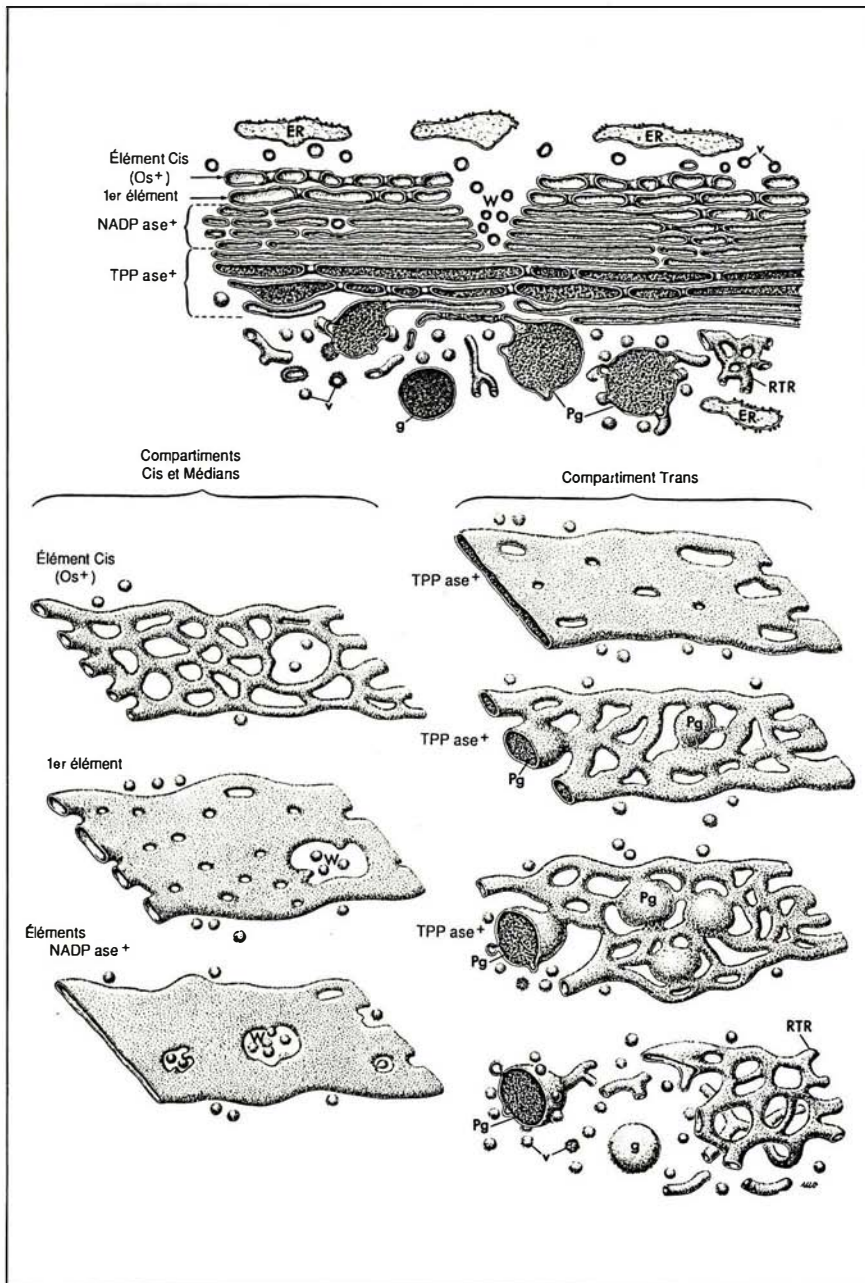 ER
ER
v
Élément Cis
(Os+)
1er élément
W
NADP ase+
TPP ase+
v
g
Pg
RTR
ER
Compartiments
Cis et Médians
Compartiment Trans
Élément Cis
(Os+)
TPP ase+
1er élément
W
TPP ase+
Pg
Pg
Éléments
NADP ase+
W
TPP ase+
Pg
Pg
RTR
Pg
v
g